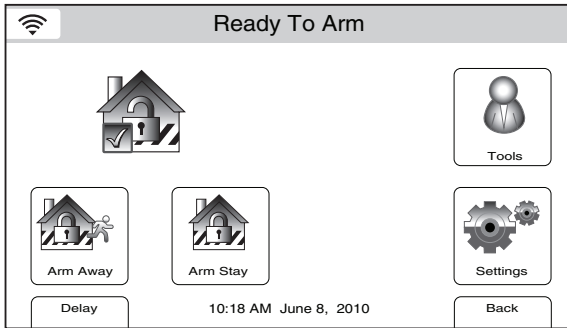 Ready To Arm
Tools
Arm Away
Arm Stay
Settings
Delay
10:18 AM June 8, 2010
Back